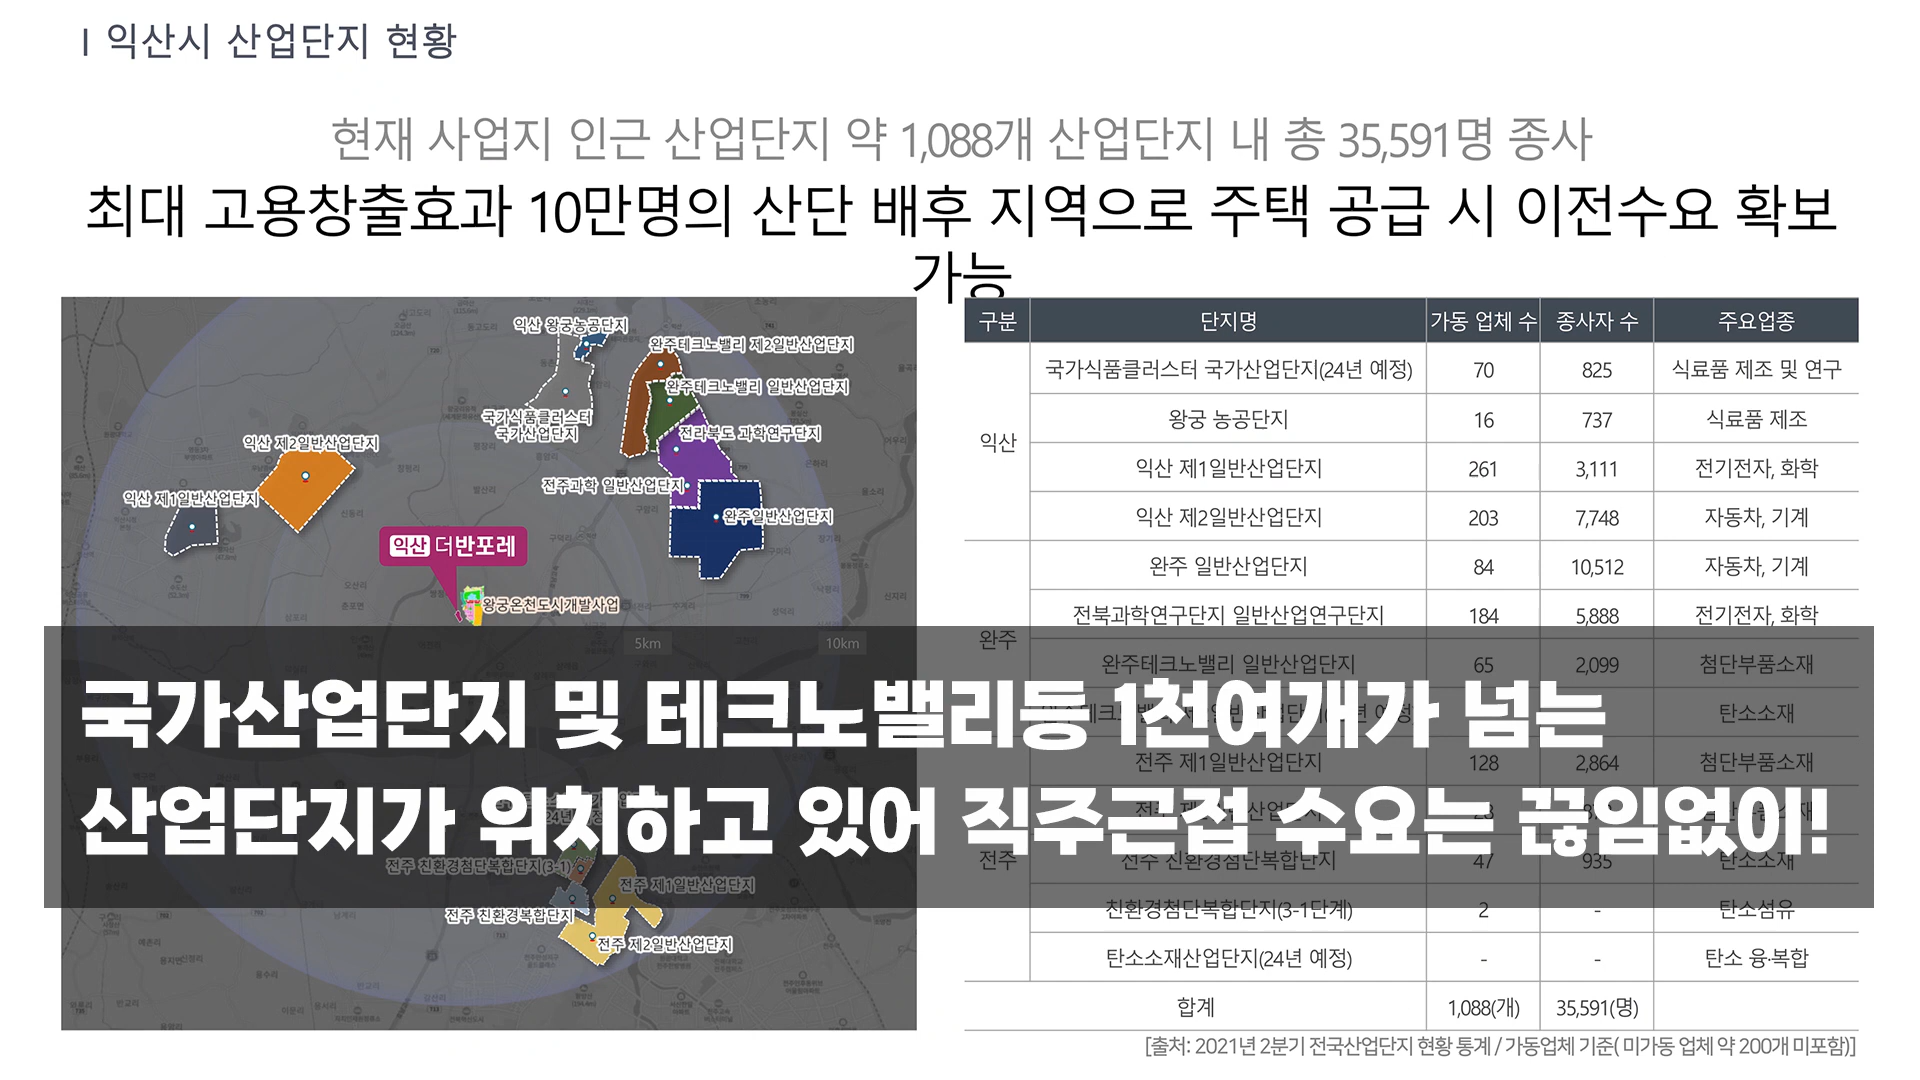 I 익산시 산업단지 현황
현재 사업지 인근 산업단지 약 1,088개 산업단지 내 총 35,591명 종사
최대 고용창출효과 10만명의 산단 배후 지역으로 주택 공급 시 이전수요 확보
가능
익산 왕궁농공단지
완주테크노밸리 제2일반산업단지
완주테크노밸리 일반산업단지
국가식품클러스터
국가산업단지
전라북도 과학연구단지
익산 제2일반산업단지
전주과학 일반산업단지
익산 제1일반산업단지
완주일반산업단지
익산 더반포레
왕궁온천도시개발사업
5km
10km
전주 친환경첨단복합단지(3-1)
전주 제1일반산업단지
전주 친환경복합단지
전주 제2일반산업단지
구분 단지명 가동 업체 수 종사자 수 주요업종
익산
국가식품클러스터 국가산업단지(24년 예정) 70 825 식료품 제조 및 연구
왕궁 농공단지 16 737 식료품 제조
익산 제1일반산업단지 261 3,111 전기전자, 화학
익산 제2일반산업단지 203 7,748 자동차, 기계
완주
완주 일반산업단지 84 10,512 자동차, 기계
전북과학연구단지 일반산업연구단지 184 5,888 전기전자, 화학
완주테크노밸리 일반산업단지 65 2,099 첨단부품소재
탄소소재
전주
전주 제1일반산업단지 128 2,864 첨단부품소재
전주 친환경첨단복합단지 47 935 탄소소재
친환경첨단복합단지(3-1단계) 2 - 탄소섬유
탄소소재산업단지(24년 예정) - - 탄소 융·복합
합계 1,088(개) 35,591(명)
[출처: 2021년 2분기 전국산업단지 현황 통계 / 가동업체 기준( 미가동 업체 약 200개 미포함)]
국가산업단지 및 테크노밸리등 1천여개가 넘는
산업단지가 위치하고 있어 직주근접 수요는 끊임없이!